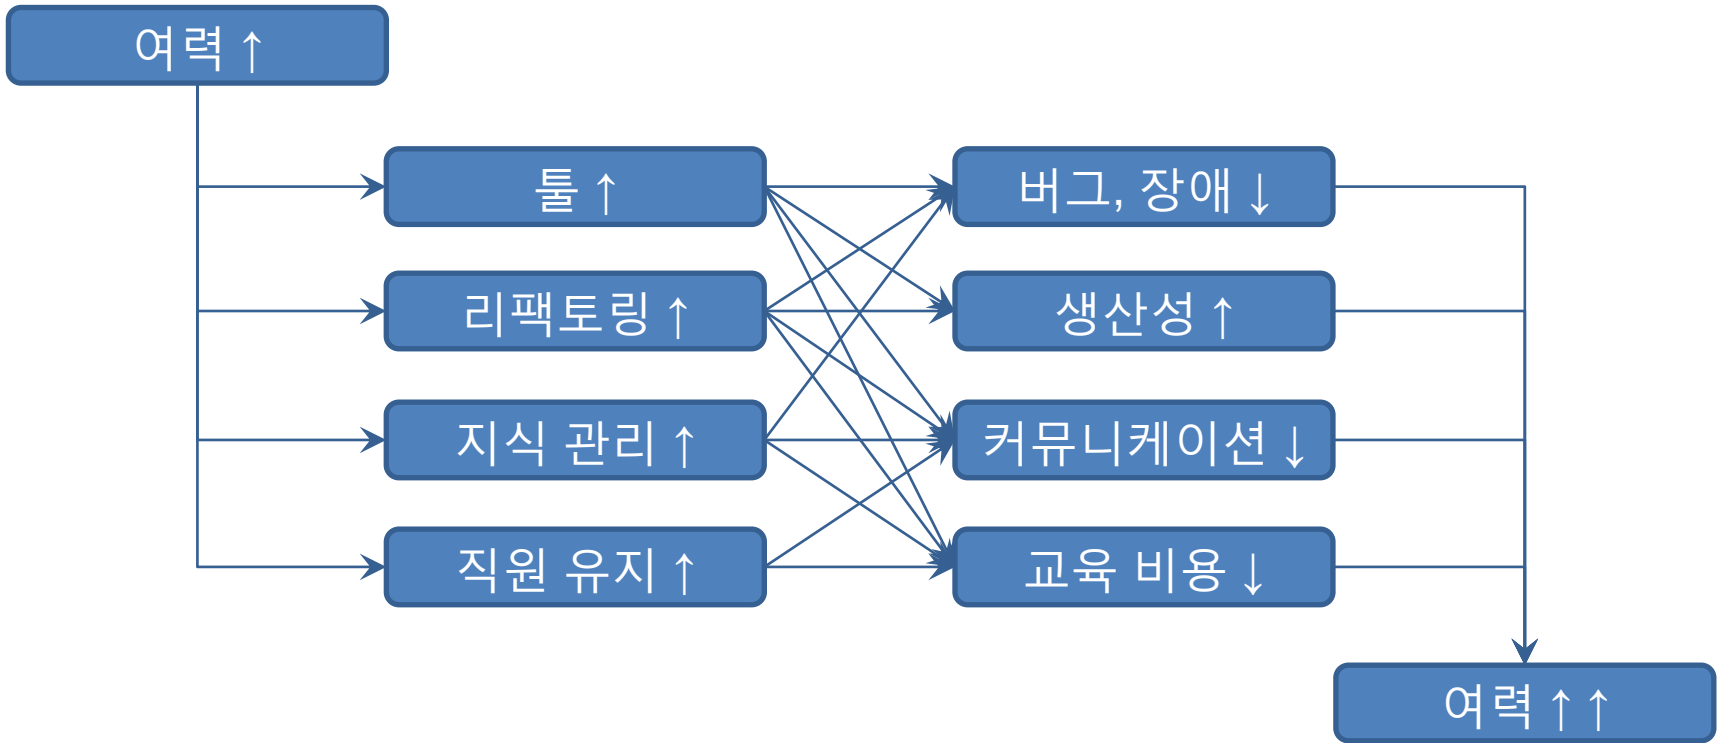 여력 ↑
툴 ↑
버그, 장애 ↓
리팩토링 ↑
생산성 ↑
지식 관리 ↑
커뮤니케이션 ↓
직원 유지 ↑
교육 비용 ↓
여력 ↑ ↑